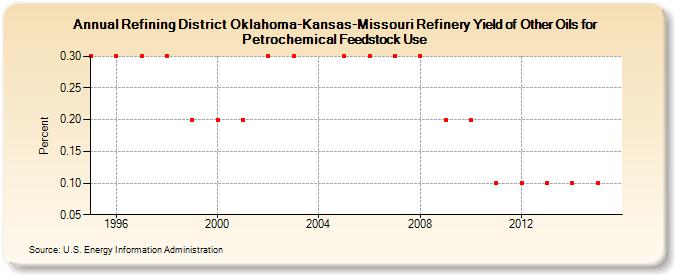 Annual Refining District Oklahoma-Kansas-Missouri Refinery Yield of Other Oils for
Petrochemical Feedstock Use
Percent
0.30
0.25
0.20
0.15
0.10
0.05
1996 2000 2004 2008 2012
Source: U.S. Energy Information Administration